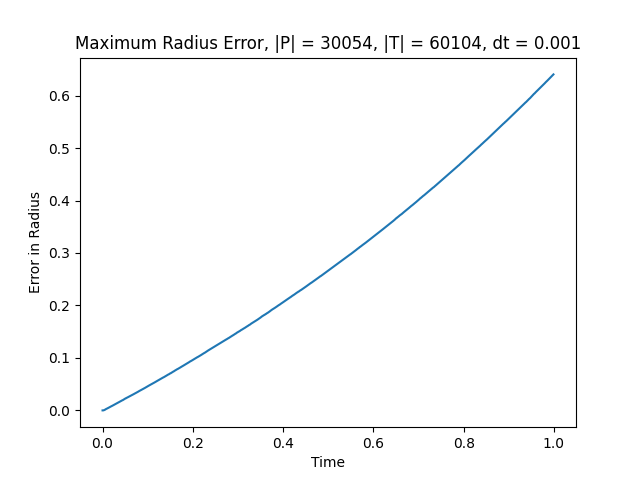 Maximum Radius Error, |P| = 30054, |T| = 60104, dt = 0.001
Error in Radius
0.6
0.5
0.4
0.3
0.2
0.1
0.0
0.0 0.2 0.4 0.6 0.8 1.0
Time